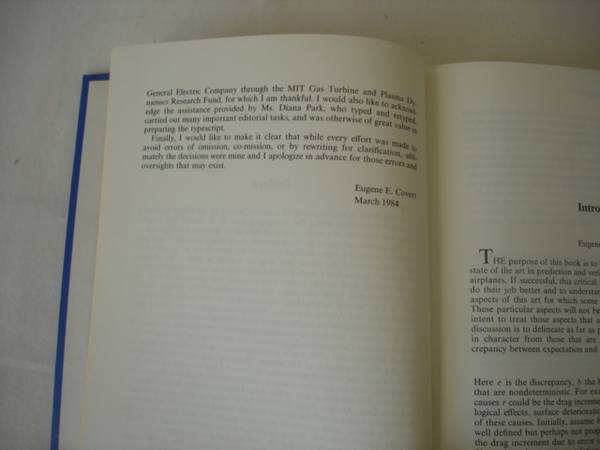 General Electric Company through the MIT Gas Turbine and Plasma Dy-
namics Research Fund, for which I am thankful. I would also like to acknowl-
edge the assistance provided by Ms. Diana Park, who typed and retyped,
carried out many important editorial tasks, and was otherwise of great value in
preparing the typescript.
Finally, I would like to make it clear that while every effort was made to
avoid errors of omission, co-mission, or by rewriting for clarification, ulti-
mately the decisions were mine and I apologize in advance for those errors and
oversights that may exist.
Eugene E. Covert
March 1984
Intro
Eugene
THE purpose of this book is to
state of the art in prediction and veri
airplanes. If successful, this critical
do their job better and to understan
aspects of this art for which some
These particular aspects will not be
intent to treat those aspects that a
discussion is to delineate as far as p
in character from those that are
crepancy between expectation and
Here e is the discrepancy, b the
that are nondeterministic. For exa
causes r could be the drag increme
logical effects, surface deterioratio
of these causes. Initially, assume b
well defined but perhaps not prop
the drag increment due to error i